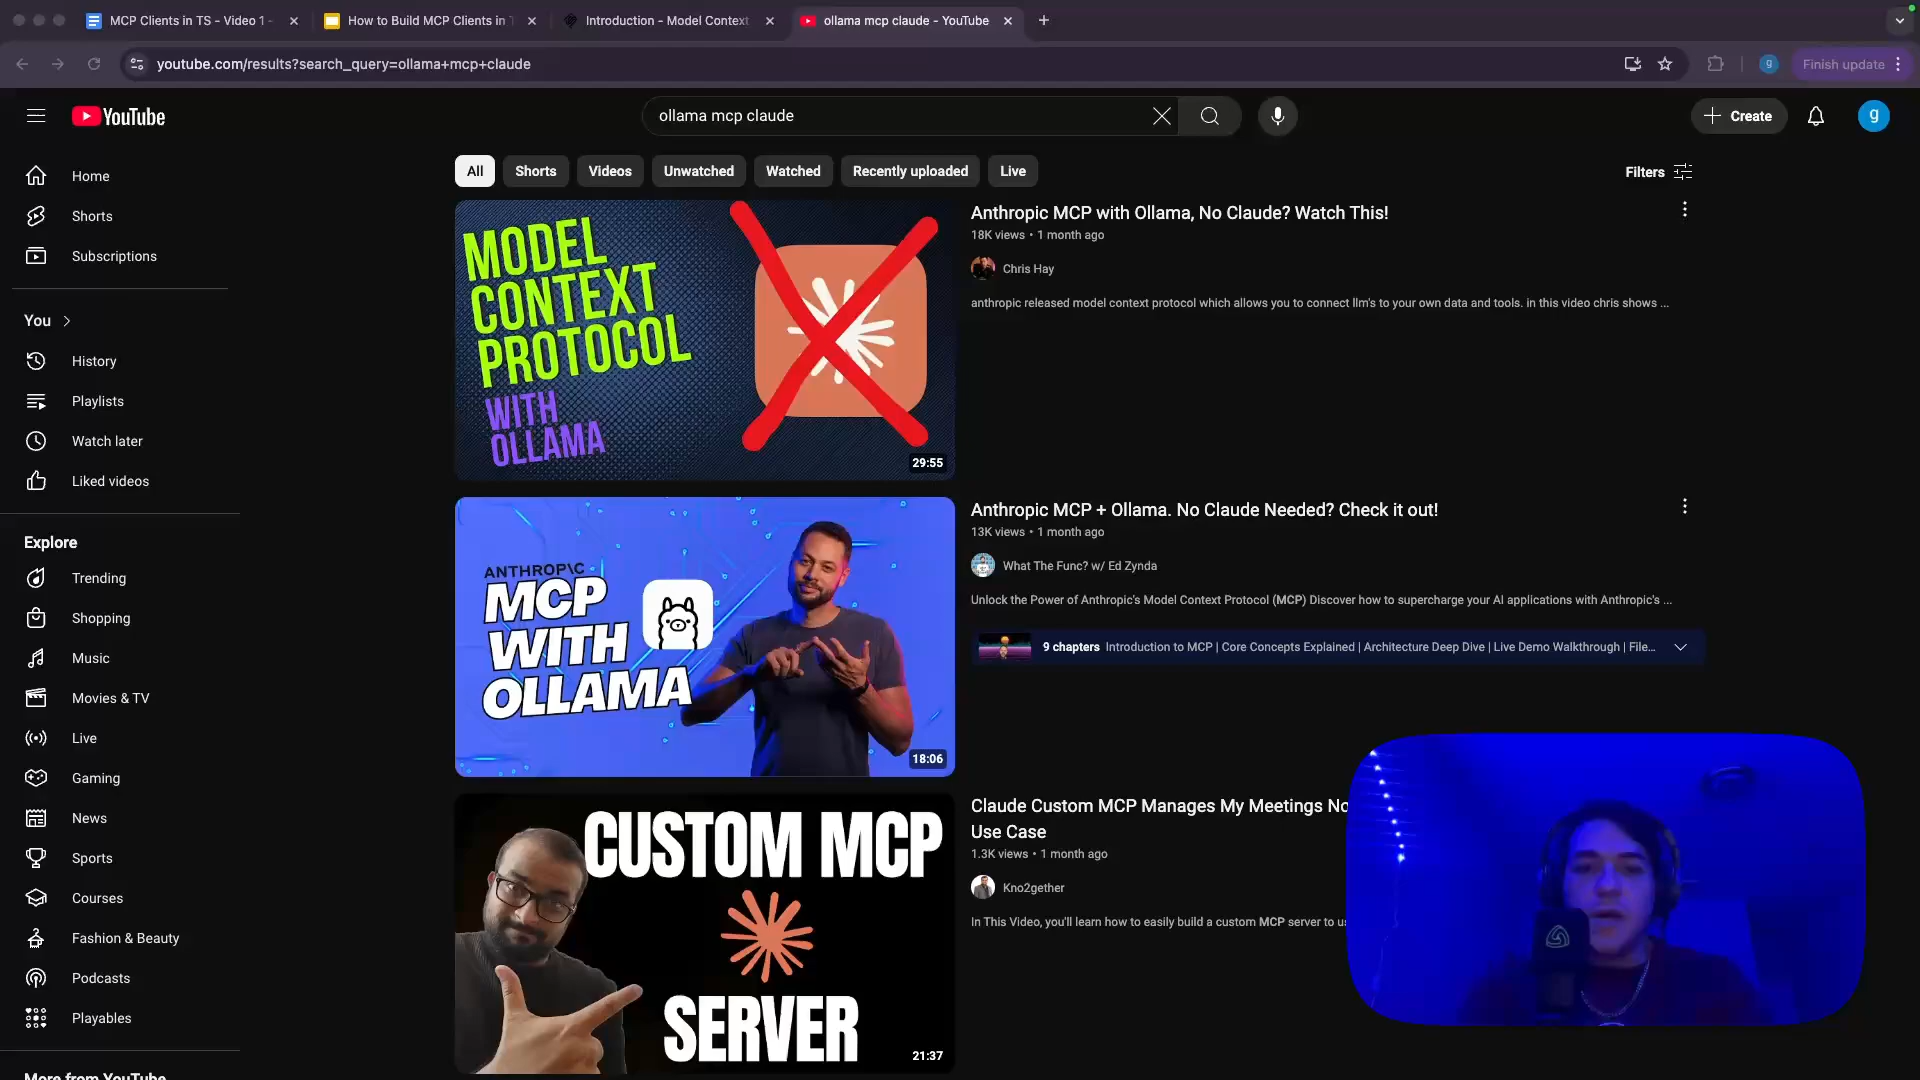 MCP Clients in TS - Video 1 -
How to Build MCP Clients in T
Introduction - Model Context
ollama mcp claude - YouTube
youtube.com/results?search_query=ollama+mcp+claude
g
Finish update
YouTube
ollama mcp claude
Create
g
Home
Shorts
Subscriptions
You
History
Playlists
Watch later
Liked videos
Explore
Trending
Shopping
Music
Movies & TV
Live
Gaming
News
Sports
Courses
Fashion & Beauty
Podcasts
Playables
More from YouTube
All
Shorts
Videos
Unwatched
Watched
Recently uploaded
Live
Filters
MODEL
CONTEXT
PROTOCOL
WITH
OLLAMA
29:55
Anthropic MCP with Ollama, No Claude? Watch This!
18K views • 1 month ago
Chris Hay
anthropic released model context protocol which allows you to connect llm's to your own data and tools. in this video chris shows ...
ANTHROP\C
MCP
WITH
OLLAMA
18:06
Anthropic MCP + Ollama. No Claude Needed? Check it out!
13K views • 1 month ago
What The Func? w/ Ed Zynda
Unlock the Power of Anthropic's Model Context Protocol (MCP) Discover how to supercharge your AI applications with Anthropic's ...
9 chapters Introduction to MCP | Core Concepts Explained | Architecture Deep Dive | Live Demo Walkthrough | File...
CUSTOM MCP
SERVER
21:37
Claude Custom MCP Manages My Meetings No
Use Case
1.3K views • 1 month ago
Kno2gether
In This Video, you'll learn how to easily build a custom MCP server to